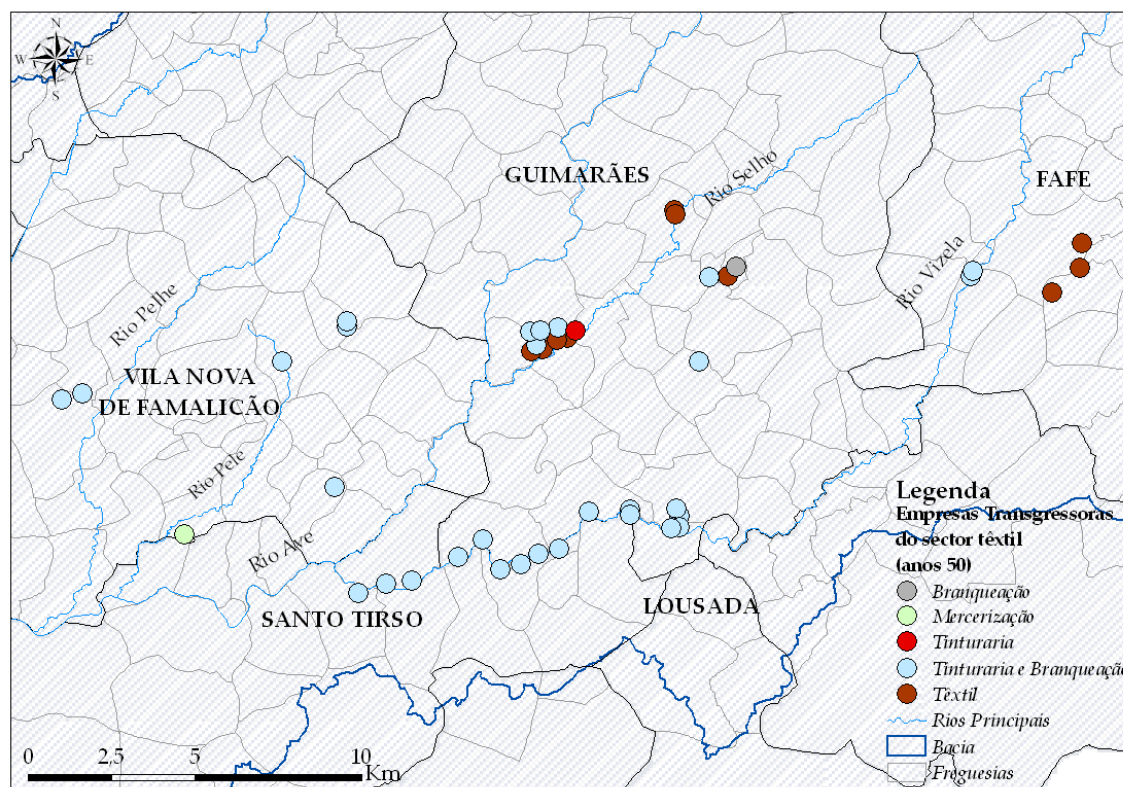 N
W E
S
GUIMARÃES
Rio Selho
FAFE
Rio Vizela
Rio Pelhe
VILA NOVA
DE FAMALICÃO
Rio Pele
Rio Ave
SANTO TIRSO
LOUSADA
Legenda
Empresas Transgressoras
do sector têxtil
(anos 50)
Branqueação
Mercerização
Tinturaria
Tinturaria e Branqueação
Têxtil
Rios Principais
Bacia
Freguesias
0 2,5 5 10
Km